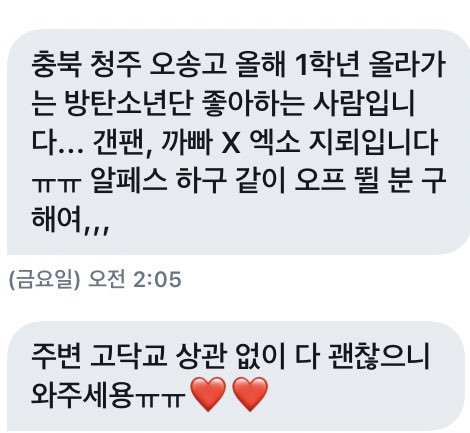 충북 청주 오송고 올해 1학년 올라가
는 방탄소년단 좋아하는 사람입니
다... 갠팬, 까빠 X 엑소 지뢰입니다
ㅠㅠ 알페스 하구 같이 오프 뛸 분 구
해여,,,
(금요일) 오전 2:05
주변 고닥교 상관 없이 다 괜찮으니
와주세용ㅠㅠ❤️❤️